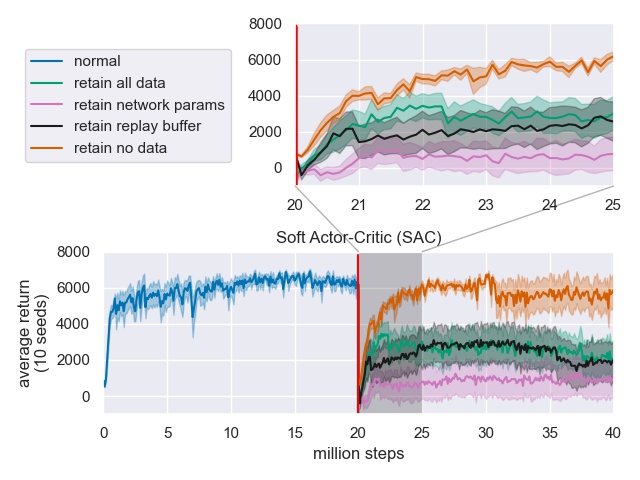 8000
6000
4000
2000
0
normal
retain all data
retain network params
retain replay buffer
retain no data
20 21 22 23 24 25
Soft Actor-Critic (SAC)
8000
6000
4000
2000
0
average return
(10 seeds)
0 5 10 15 20 25 30 35 40
million steps